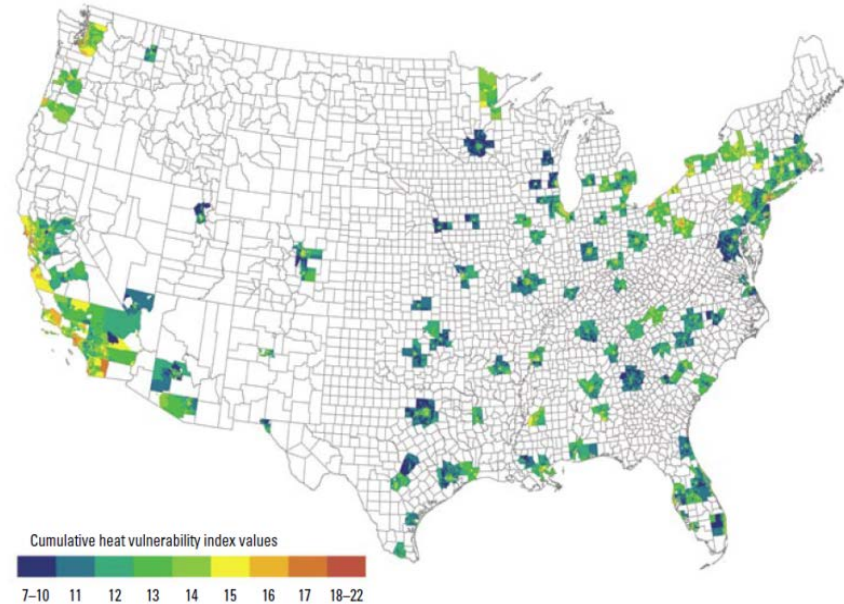 Cumulative heat vulnerability index values
7–10 11 12 13 14 15 16 17 18–22